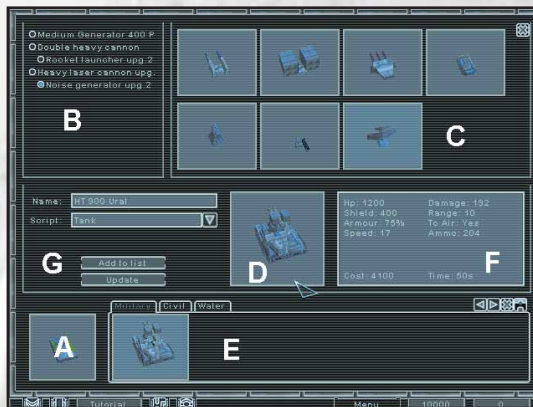 Medium Generator 400 P
Double heavy cannon
Rocket launcher upg.2
Heavy laser cannon upg.
Noise generator upg.2
B
C
Name: HT 900 Ural
Script: Tank
G
Add to list
Update
D
Hp: 1200 Damage: 192
Shield: 400 Range: 10
Armour: 75% To Air: Yes
Speed: 17 Ammo: 204
F
Cost: 4100 Time: 50s
Military Civil Water
A
E
Tutorial Menu 10000 0